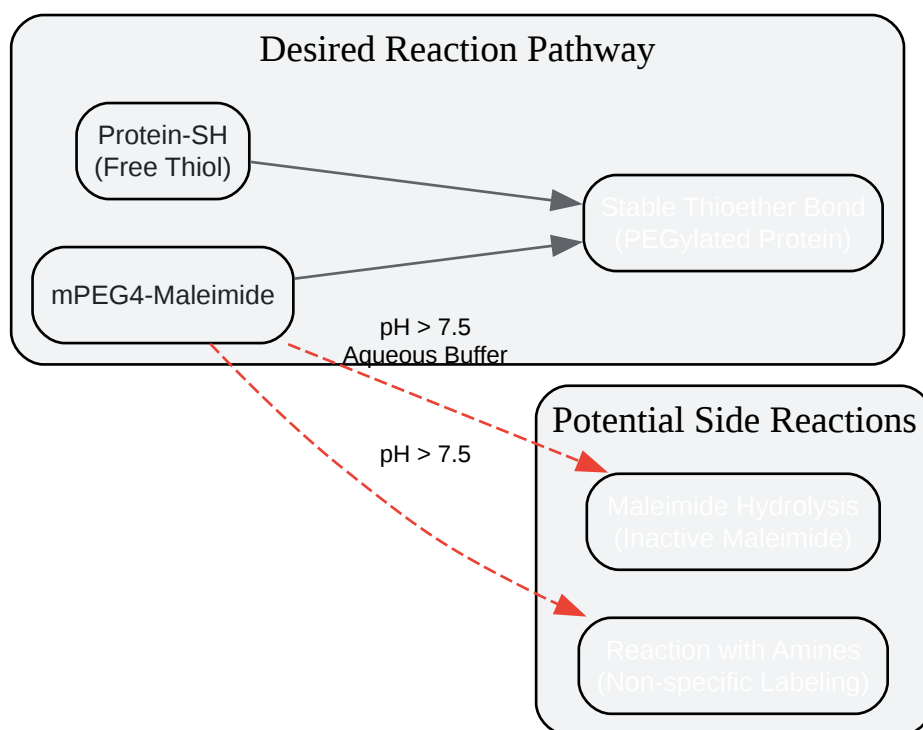 Desired Reaction Pathway
Protein-SH
(Free Thiol)
Stable Thioether Bond
(PEGylated Protein)
mPEG4-Maleimide
pH > 7.5
Aqueous Buffer
Potential Side Reactions
pH > 7.5
Maleimide Hydrolysis
(Inactive Maleimide)
Reaction with Amines
(Non-specific Labeling)